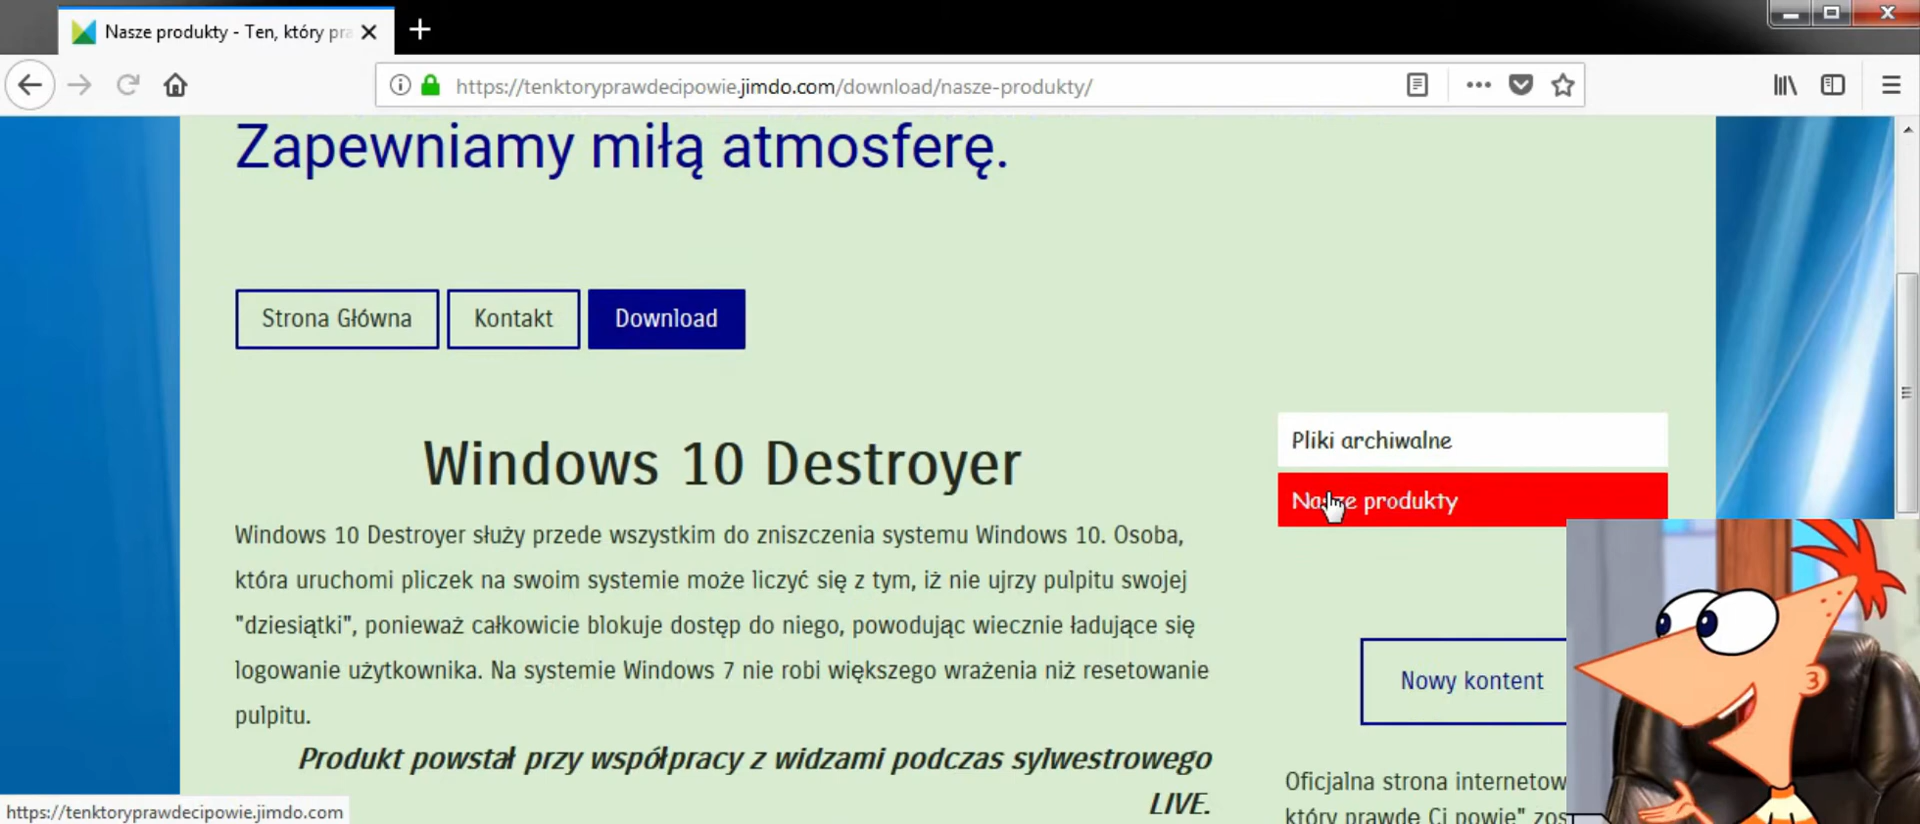 Nasze produkty - Ten, który pra
https://tenktoryprawdecipowie.jimdo.com/download/nasze-produkty/
Zapewniamy miłą atmosferę.
Strona Główna
Kontakt
Download
Windows 10 Destroyer
Windows 10 Destroyer służy przede wszystkim do zniszczenia systemu Windows 10. Osoba,
która uruchomi pliczek na swoim systemie może liczyć się z tym, iż nie ujrzy pulpitu swojej
"dziesiątki", ponieważ całkowicie blokuje dostęp do niego, powodując wiecznie ładujące się
logowanie użytkownika. Na systemie Windows 7 nie robi większego wrażenia niż resetowanie
pulpitu.
Produkt powstał przy współpracy z widzami podczas sylwestrowego
LIVE.
Pliki archiwalne
Nasze produkty
Nowy kontent
Oficjalna strona internetow
który prawdę Ci powie" zos
https://tenktoryprawdecipowie.jimdo.com